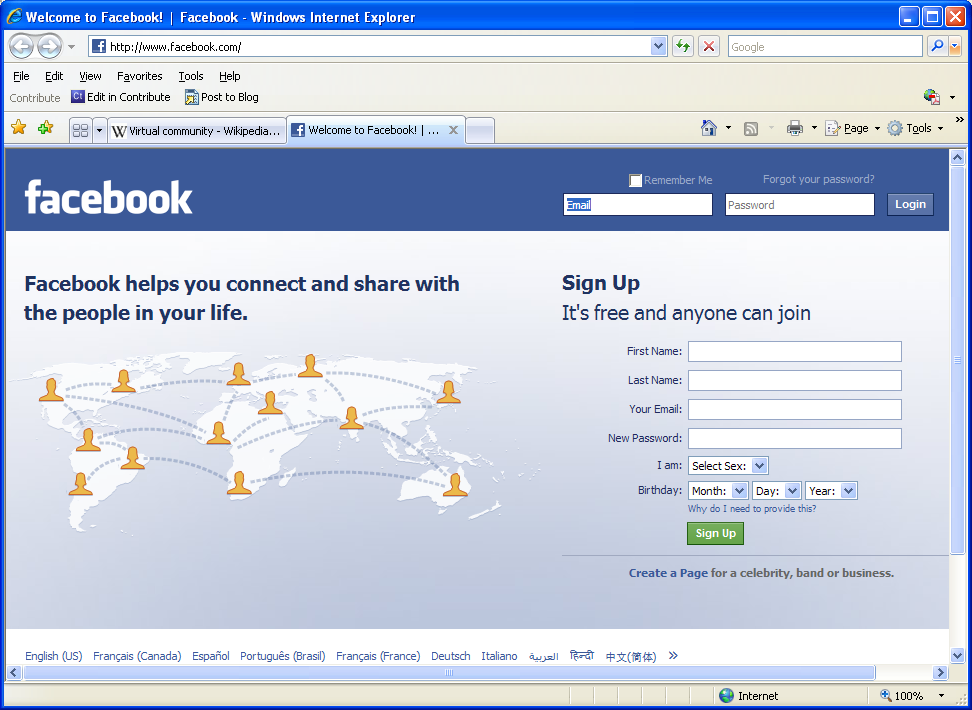 Welcome to Facebook! | Facebook - Windows Internet Explorer
http://www.facebook.com/
Google
File Edit View Favorites Tools Help
Contribute Ct Edit in Contribute Post to Blog
W Virtual community - Wikipedia... Welcome to Facebook! | ... Page Tools
facebook
Remember Me Forgot your password?
Email Password Login
Facebook helps you connect and share with
the people in your life.
Sign Up
It's free and anyone can join
First Name:
Last Name:
Your Email:
New Password:
I am: Select Sex:
Birthday: Month: Day: Year:
Why do I need to provide this?
Sign Up
Create a Page for a celebrity, band or business.
English (US) Français (Canada) Español Português (Brasil) Français (France) Deutsch Italiano العربية हिन्दी 中文(简体) »
Internet 100%